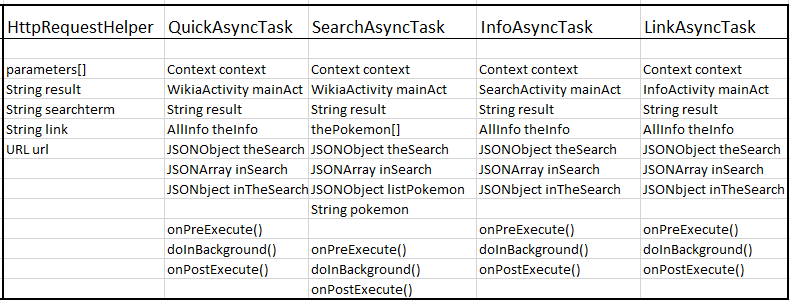 HttpRequestHelper QuickAsyncTask SearchAsyncTask InfoAsyncTask LinkAsyncTask
parameters[] Context context Context context Context context Context context
String result WikiaActivity mainAct WikiaActivity mainAct SearchActivity mainAct InfoActivity mainAct
String searchterm String result String result String result String result
String link AllInfo theInfo thePokemon[] AllInfo theInfo AllInfo theInfo
URL url JSONObject theSearch JSONObject theSearch JSONObject theSearch JSONObject theSearch
JSONArray inSearch JSONArray inSearch JSONArray inSearch JSONArray inSearch
JSONbject inTheSearch JSONObject listPokemon JSONbject inTheSearch JSONbject inTheSearch
String pokemon
onPreExecute() onPreExecute() onPreExecute()
doInBackground() onPreExecute() doInBackground() doInBackground()
onPostExecute() doInBackground() onPostExecute() onPostExecute()
onPostExecute()